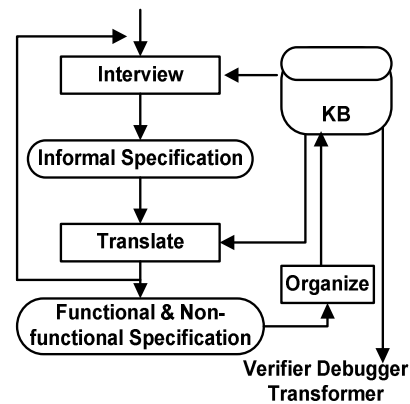 Interview
KB
Informal Specification
Translate
Organize
Functional & Non-
functional Specification
Verifier Debugger
Transformer